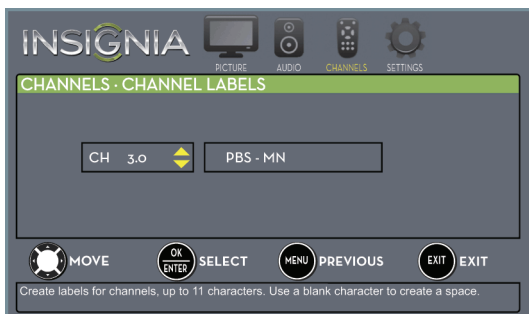 INSIGNIA
PICTURE AUDIO CHANNELS SETTINGS
CHANNELS · CHANNEL LABELS
CH 3.0 PBS - MN
MOVE OK ENTER SELECT MENU PREVIOUS EXIT EXIT
Create labels for channels, up to 11 characters. Use a blank character to create a space.